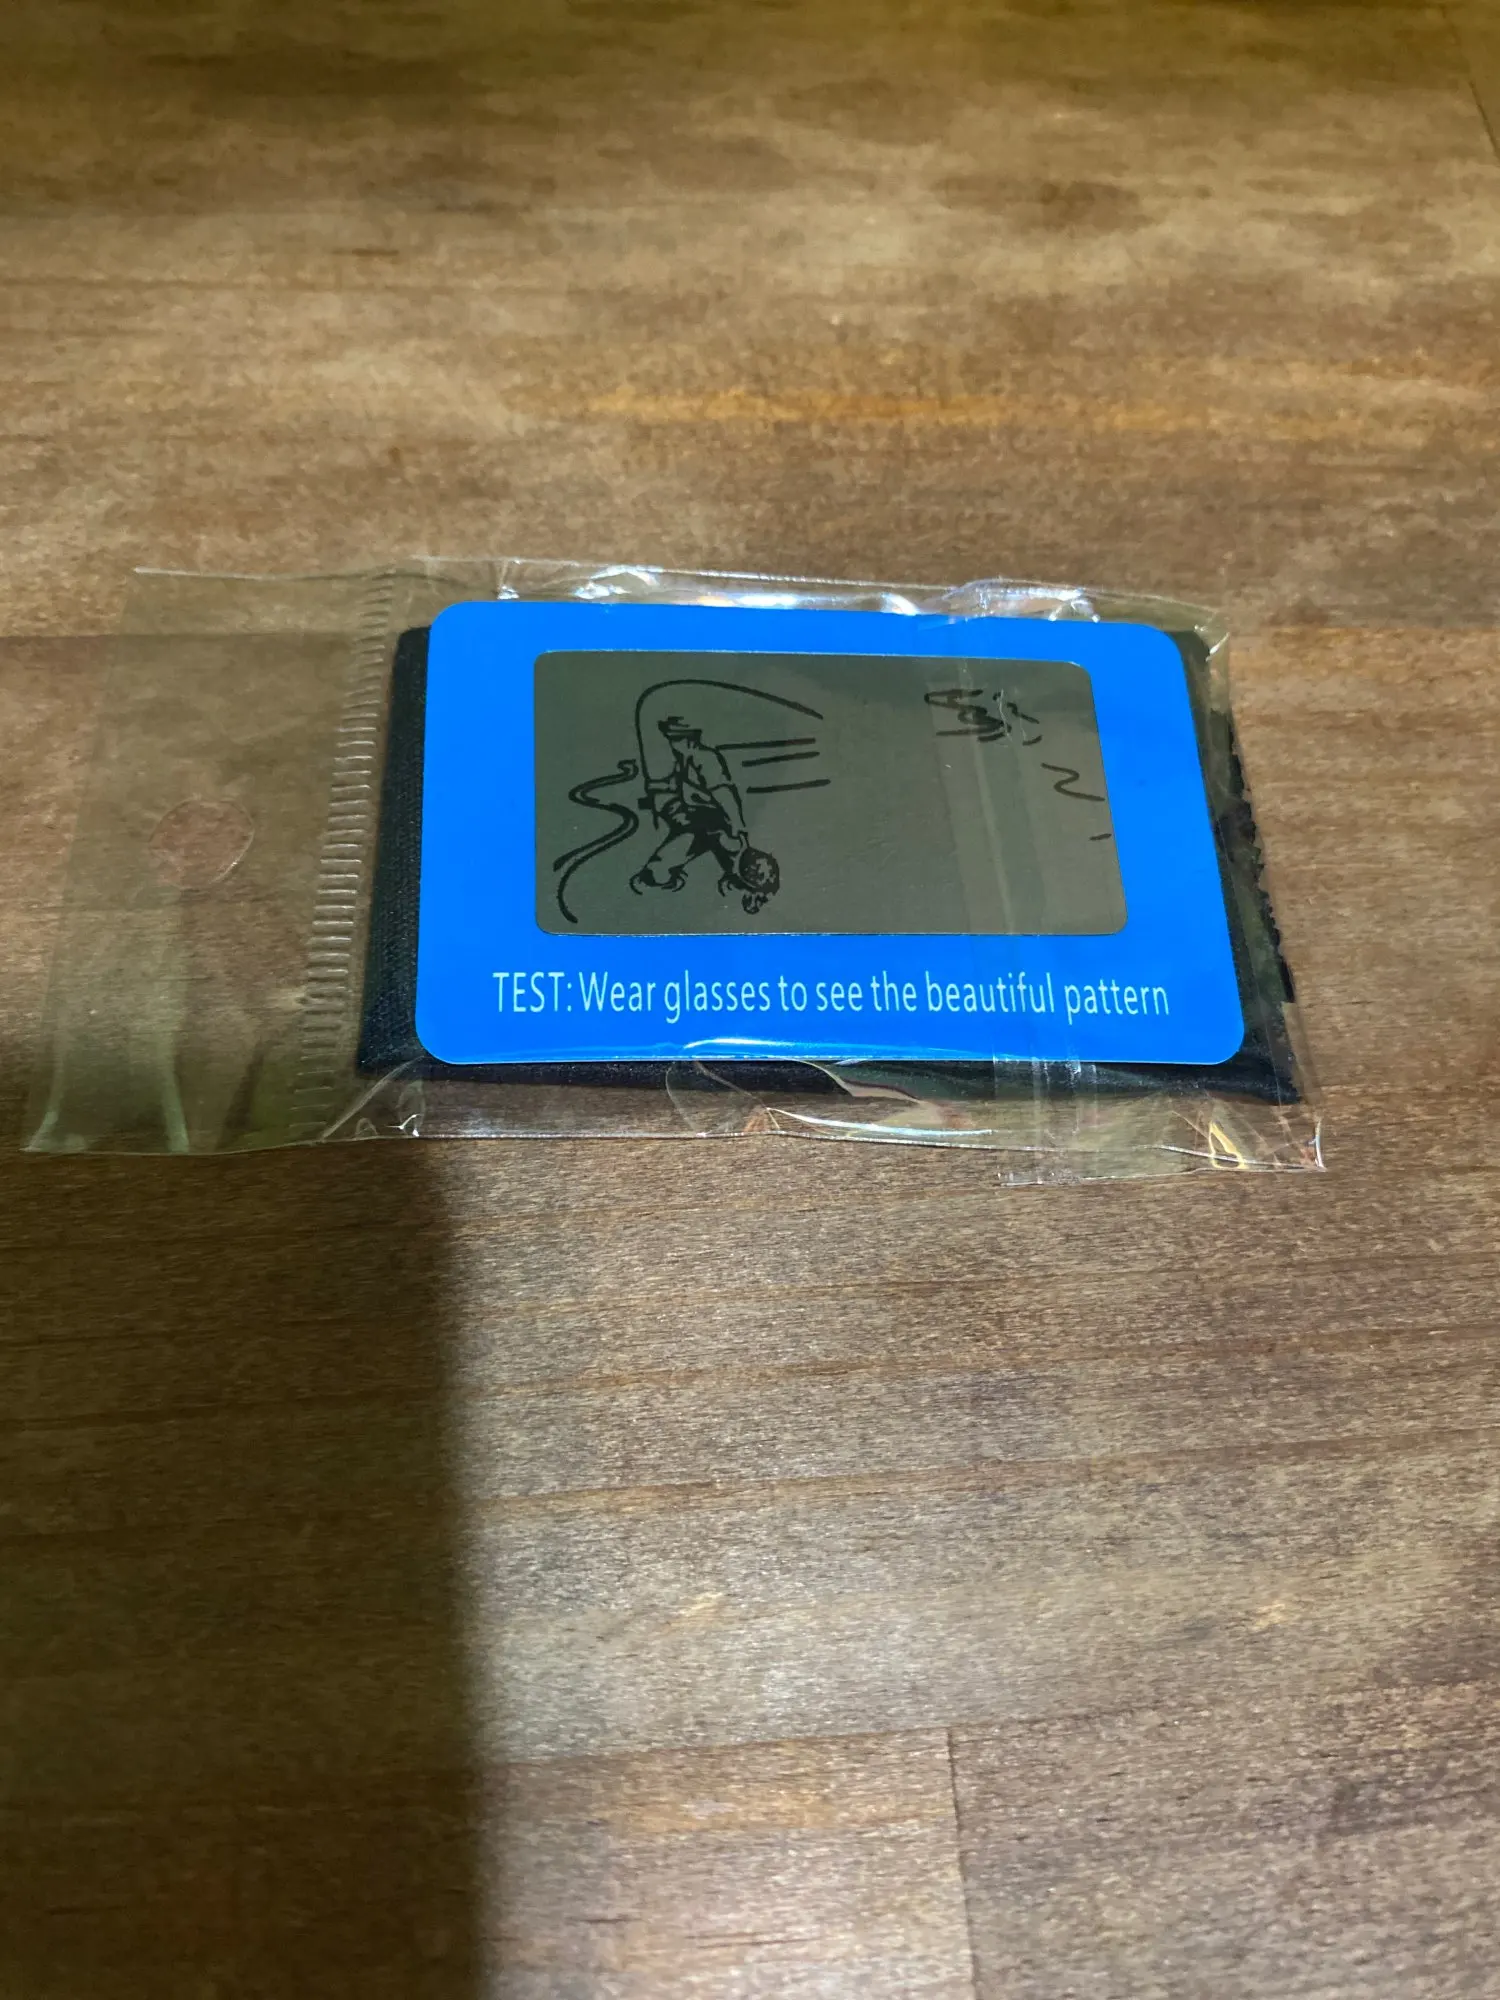 TEST: Wear glasses to see the beautiful pattern